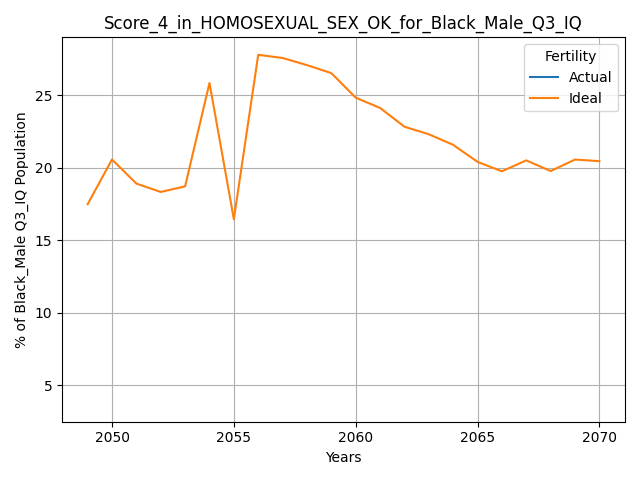 Score_4_in_HOMOSEXUAL_SEX_OK_for_Black_Male_Q3_IQ
Fertility
Actual
Ideal
% of Black_Male Q3_IQ Population
25
20
15
10
5
2050 2055 2060 2065 2070
Years